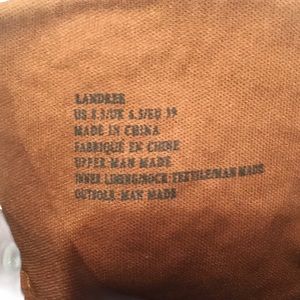 LANDREE
US 8.5/UK 6.5/EU 39
MADE IN CHINA
FABRIQUE EN CHINE
UPPER:MAN MADE
INNER LINING/SOCK:TEXTILE/MAN MADE
OUTSOLE:MAN MADE